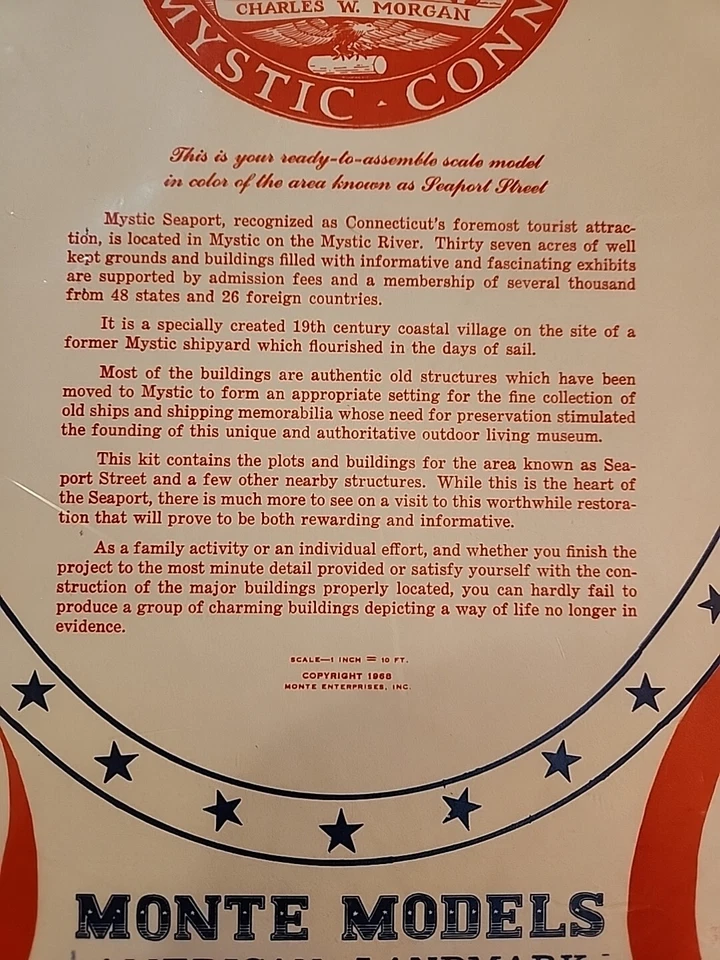 CHARLES W. MORGAN
MYSTIC · CONN
This is your ready-to-assemble scale model
in color of the area known as Seaport Street
Mystic Seaport, recognized as Connecticut's foremost tourist attrac-
tion, is located in Mystic on the Mystic River. Thirty seven acres of well
kept grounds and buildings filled with informative and fascinating exhibits
are supported by admission fees and a membership of several thousand
from 48 states and 26 foreign countries.
It is a specially created 19th century coastal village on the site of a
former Mystic shipyard which flourished in the days of sail.
Most of the buildings are authentic old structures which have been
moved to Mystic to form an appropriate setting for the fine collection of
old ships and shipping memorabilia whose need for preservation stimulated
the founding of this unique and authoritative outdoor living museum.
This kit contains the plots and buildings for the area known as Sea-
port Street and a few other nearby structures. While this is the heart of
the Seaport, there is much more to see on a visit to this worthwhile restora-
tion that will prove to be both rewarding and informative.
As a family activity or an individual effort, and whether you finish the
project to the most minute detail provided or satisfy yourself with the con-
struction of the major buildings properly located, you can hardly fail to
produce a group of charming buildings depicting a way of life no longer in
evidence.
SCALE—1 INCH = 10 FT.
COPYRIGHT 1968
MONTE ENTERPRISES, INC.
MONTE MODELS
AMERICAN LANDMARK